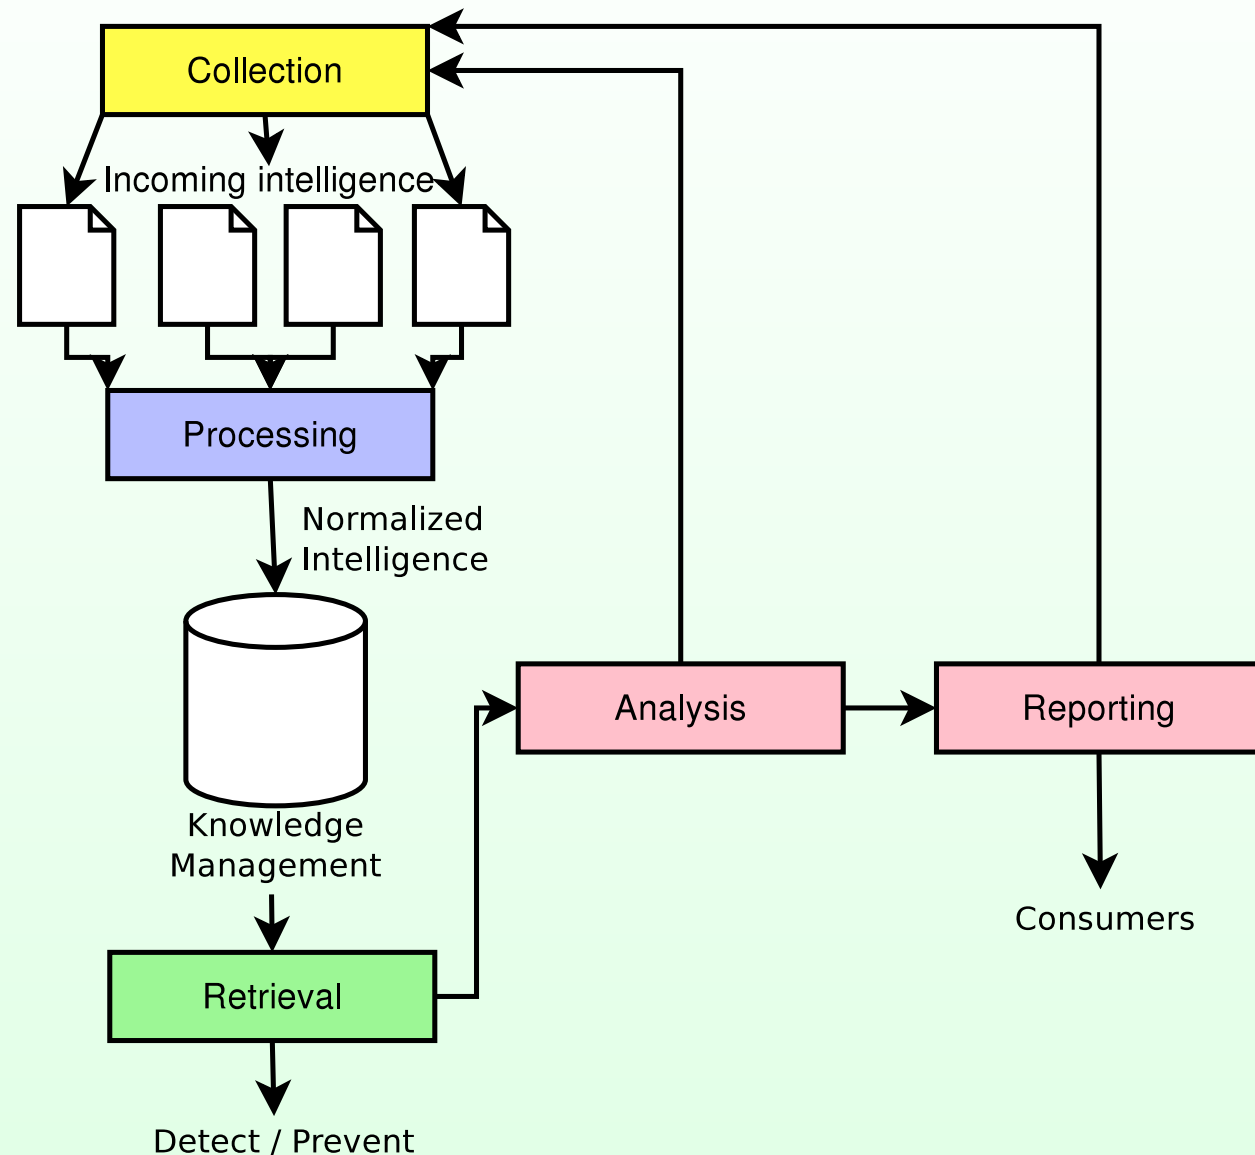 Collection
Incoming intelligence
Processing
Normalized
Intelligence
Analysis
Reporting
Knowledge
Management
Consumers
Retrieval
Detect / Prevent